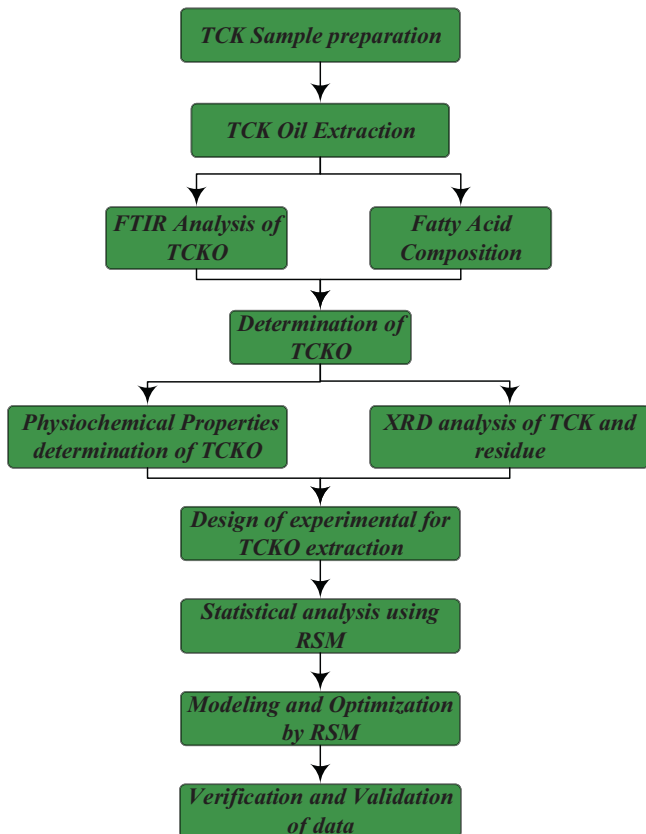 TCK Sample preparation
TCK Oil Extraction
FTIR Analysis of
TCKO
Fatty Acid
Composition
Determination of
TCKO
Physiochemical Properties
determination of TCKO
XRD analysis of TCK and
residue
Design of experimental for
TCKO extraction
Statistical analysis using
RSM
Modeling and Optimization
by RSM
Verification and Validation
of data